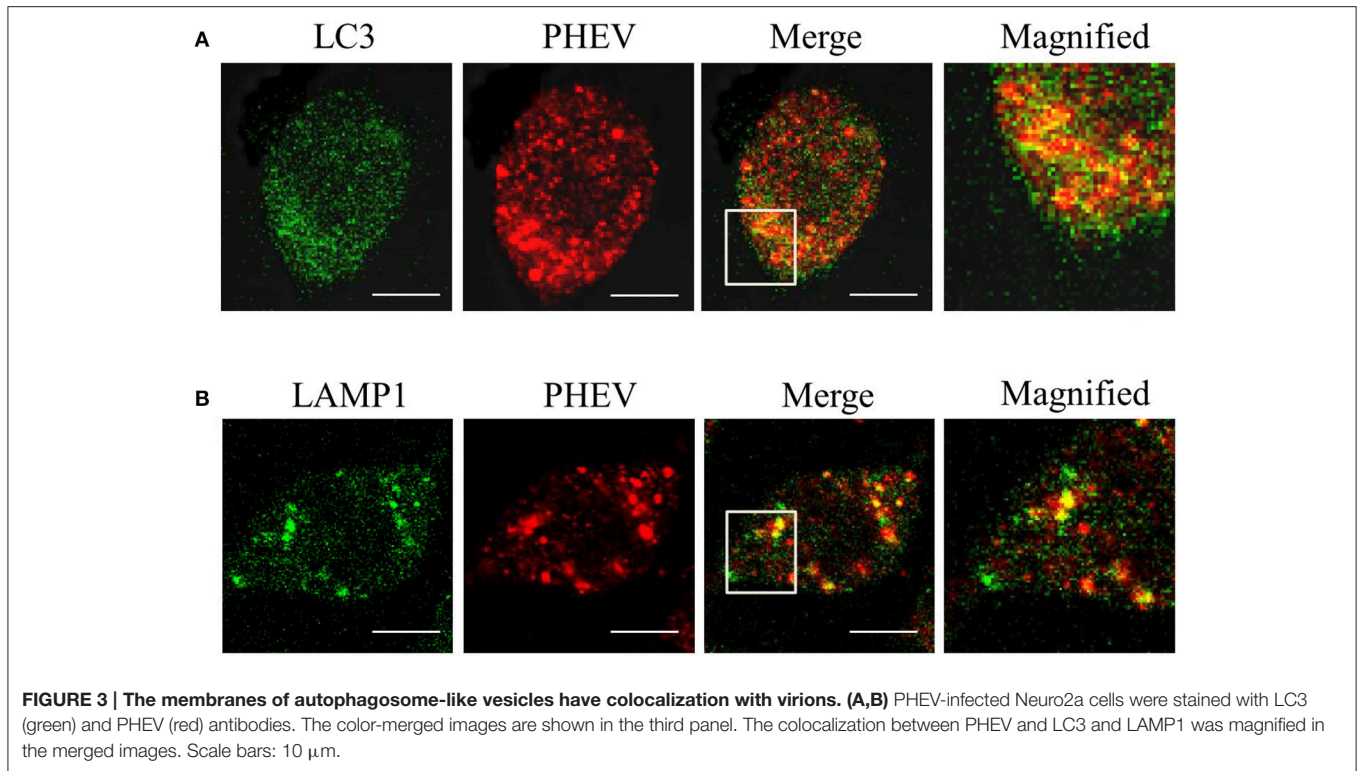 A LC3 PHEV Merge Magnified
B LAMP1 PHEV Merge Magnified
FIGURE 3 | The membranes of autophagosome-like vesicles have colocalization with virions. (A,B) PHEV-infected Neuro2a cells were stained with LC3
(green) and PHEV (red) antibodies. The color-merged images are shown in the third panel. The colocalization between PHEV and LC3 and LAMP1 was magnified in
the merged images. Scale bars: 10 μm.